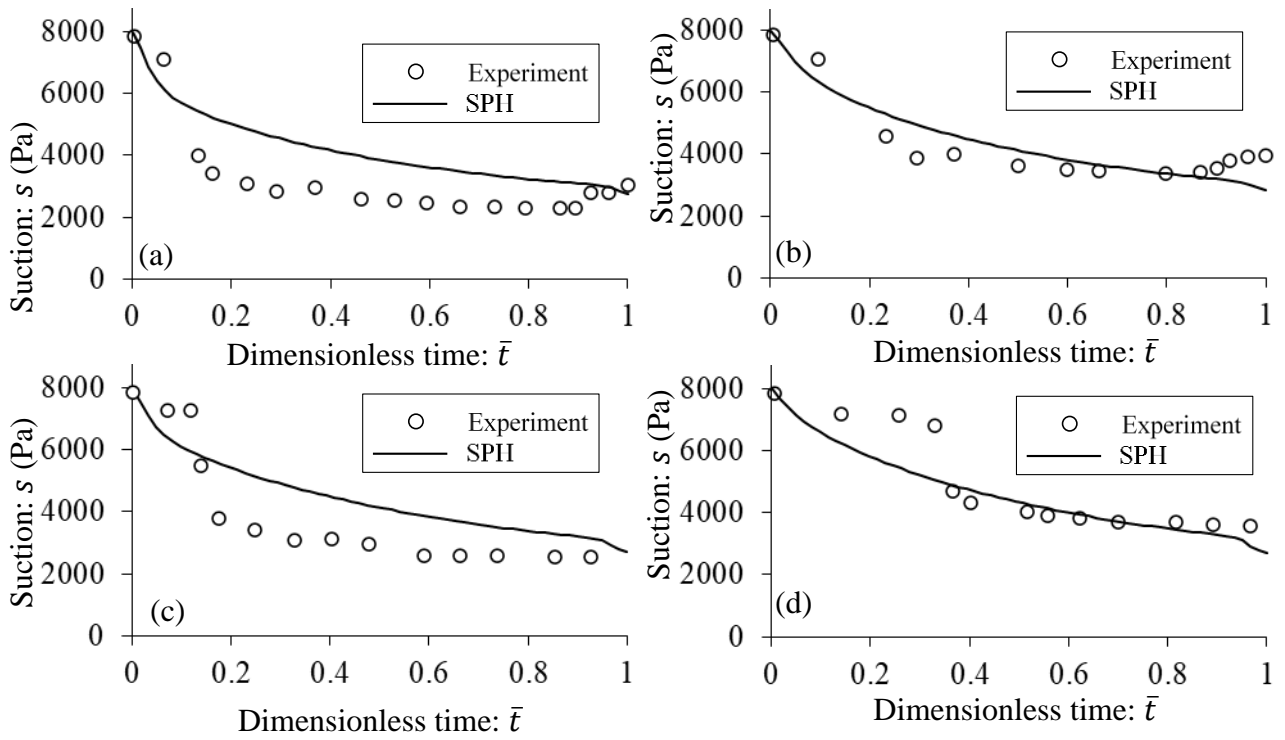 Suction: s (Pa)
8000
6000
4000
2000
0
Experiment
SPH
(a)
0 0.2 0.4 0.6 0.8 1
Dimensionless time: t̄
Suction: s (Pa)
8000
6000
4000
2000
0
Experiment
SPH
(b)
0 0.2 0.4 0.6 0.8 1
Dimensionless time: t̄
Suction: s (Pa)
8000
6000
4000
2000
0
Experiment
SPH
(c)
0 0.2 0.4 0.6 0.8 1
Dimensionless time: t̄
Suction: s (Pa)
8000
6000
4000
2000
0
Experiment
SPH
(d)
0 0.2 0.4 0.6 0.8 1
Dimensionless time: t̄